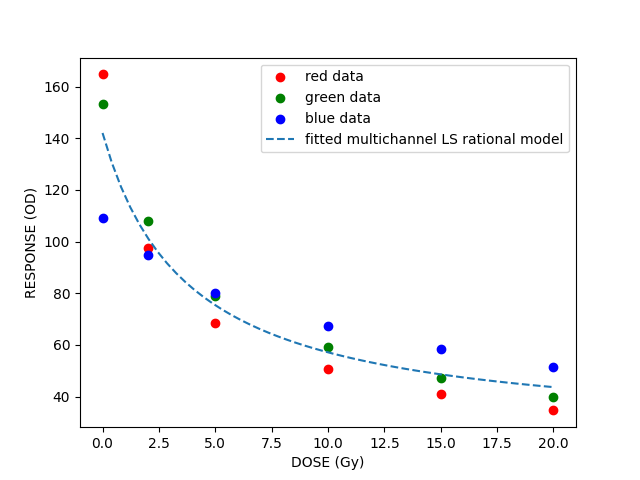 red data
green data
blue data
fitted multichannel LS rational model
160
140
120
100
80
60
40
RESPONSE (OD)
0.0 2.5 5.0 7.5 10.0 12.5 15.0 17.5 20.0
DOSE (Gy)